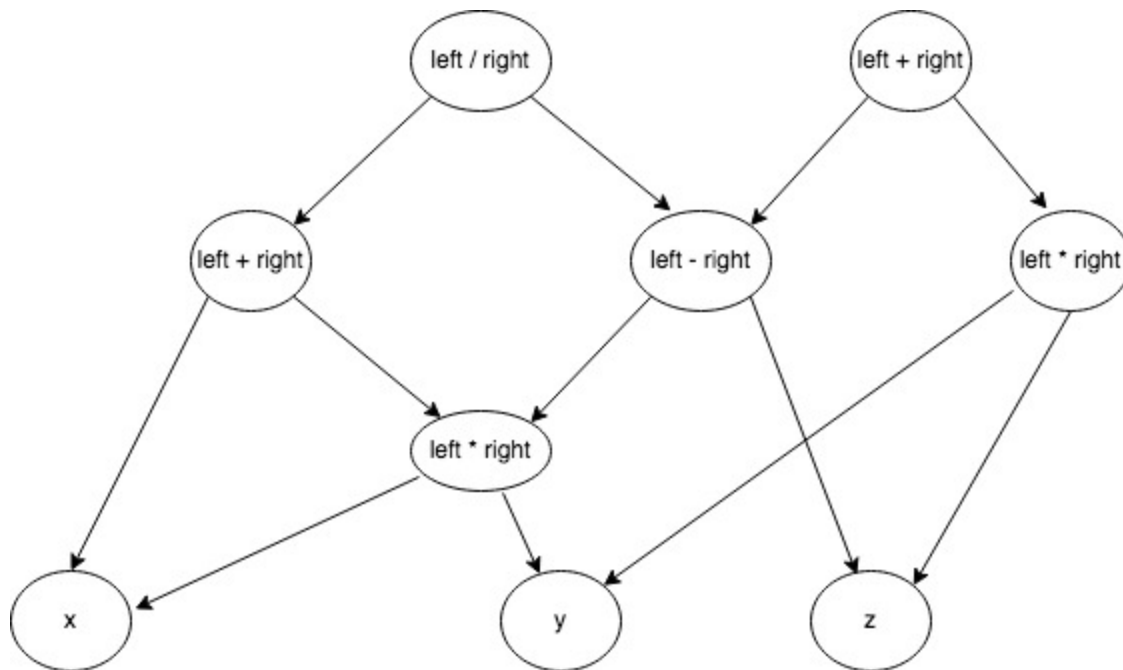 left / right
left + right
left + right
left - right
left * right
left * right
x
y
z